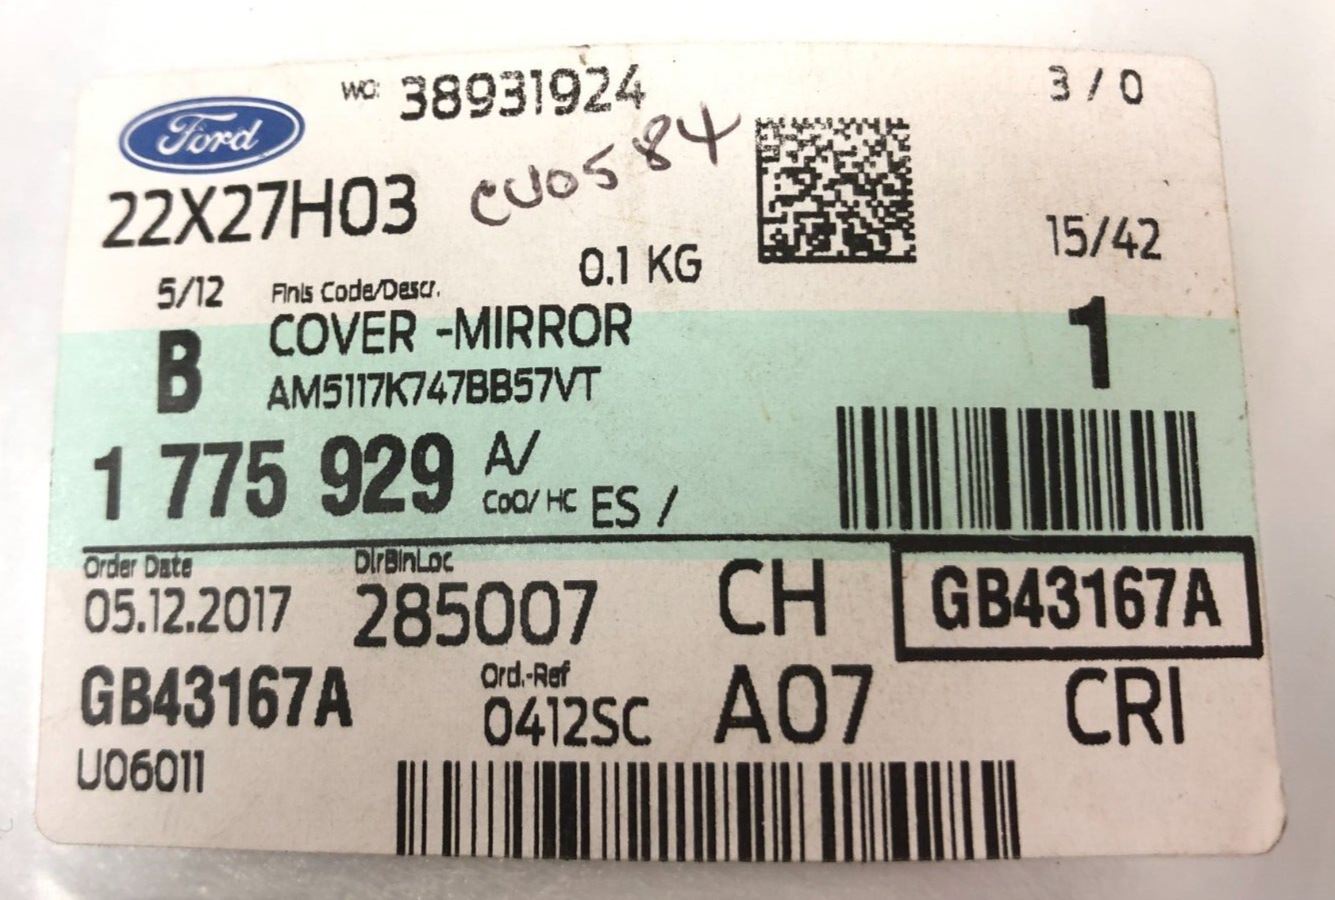 WO: 38931924
3 / 0
Ford
CU0584
22X27H03
15/42
0.1 KG
5/12
Finis Code/Descr.
COVER -MIRROR
1
B
AM5117K747BB57VT
1 775 929
A/
CoO/ HC ES /
Order Date
DlrBinLoc
05.12.2017
285007
CH
GB43167A
GB43167A
Ord.-Ref
0412SC
A07
CRI
U06011